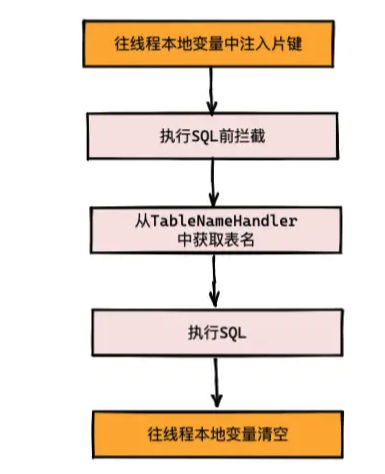 往线程本地变量中注入片键
执行SQL前拦截
从TableNameHandler
中获取表名
执行SQL
往线程本地变量清空